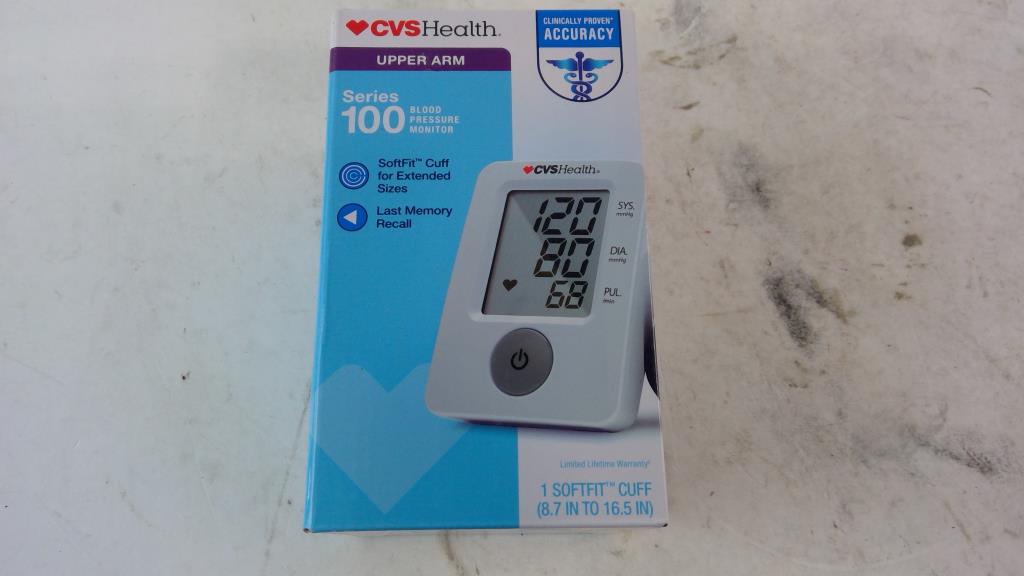 CVSHealth.
CLINICALLY PROVEN*
ACCURACY
UPPER ARM
Series
100 BLOOD
PRESSURE
MONITOR
SoftFit™ Cuff
for Extended
Sizes
Last Memory
Recall
CVSHealth®
120 SYS.
mmHg
80 DIA.
mmHg
68 PUL.
/min
Limited Lifetime Warranty†
1 SOFTFIT™ CUFF
(8.7 IN TO 16.5 IN)